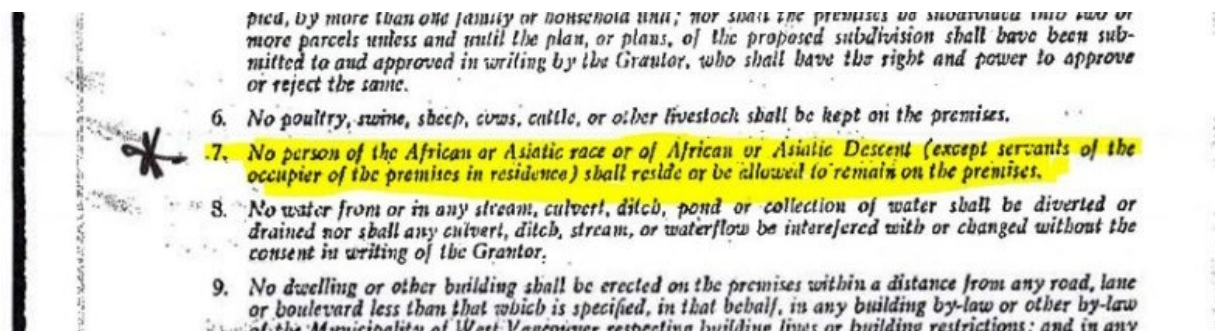 pied, by more than one family or household unit; nor shall the premises be subdivided into two or
more parcels unless and until the plan, or plans, of the proposed subdivision shall have been sub-
mitted to and approved in writing by the Grantor, who shall have the right and power to approve
or reject the same.
6. No poultry, swine, sheep, cows, cattle, or other livestock shall be kept on the premises.
7. No person of the African or Asiatic race or of African or Asiatic Descent (except servants of the
occupier of the premises in residence) shall reside or be allowed to remain on the premises.
8. No water from or in any stream, culvert, ditch, pond or collection of water shall be diverted or
drained nor shall any culvert, ditch, stream, or waterflow be interefered with or changed without the
consent in writing of the Grantor.
9. No dwelling or other building shall be erected on the premises within a distance from any road, lane
or boulevard less than that which is specified, in that behalf, in any building by-law or other by-law
of the Municipality of West Vancouver respecting building lines or building restrictions; and in any